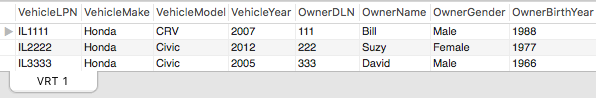 VehicleLPN VehicleMake VehicleModel VehicleYear OwnerDLN OwnerName OwnerGender OwnerBirthYear
IL1111 Honda CRV 2007 111 Bill Male 1988
IL2222 Honda Civic 2012 222 Suzy Female 1977
IL3333 Honda Civic 2005 333 David Male 1966
VRT 1